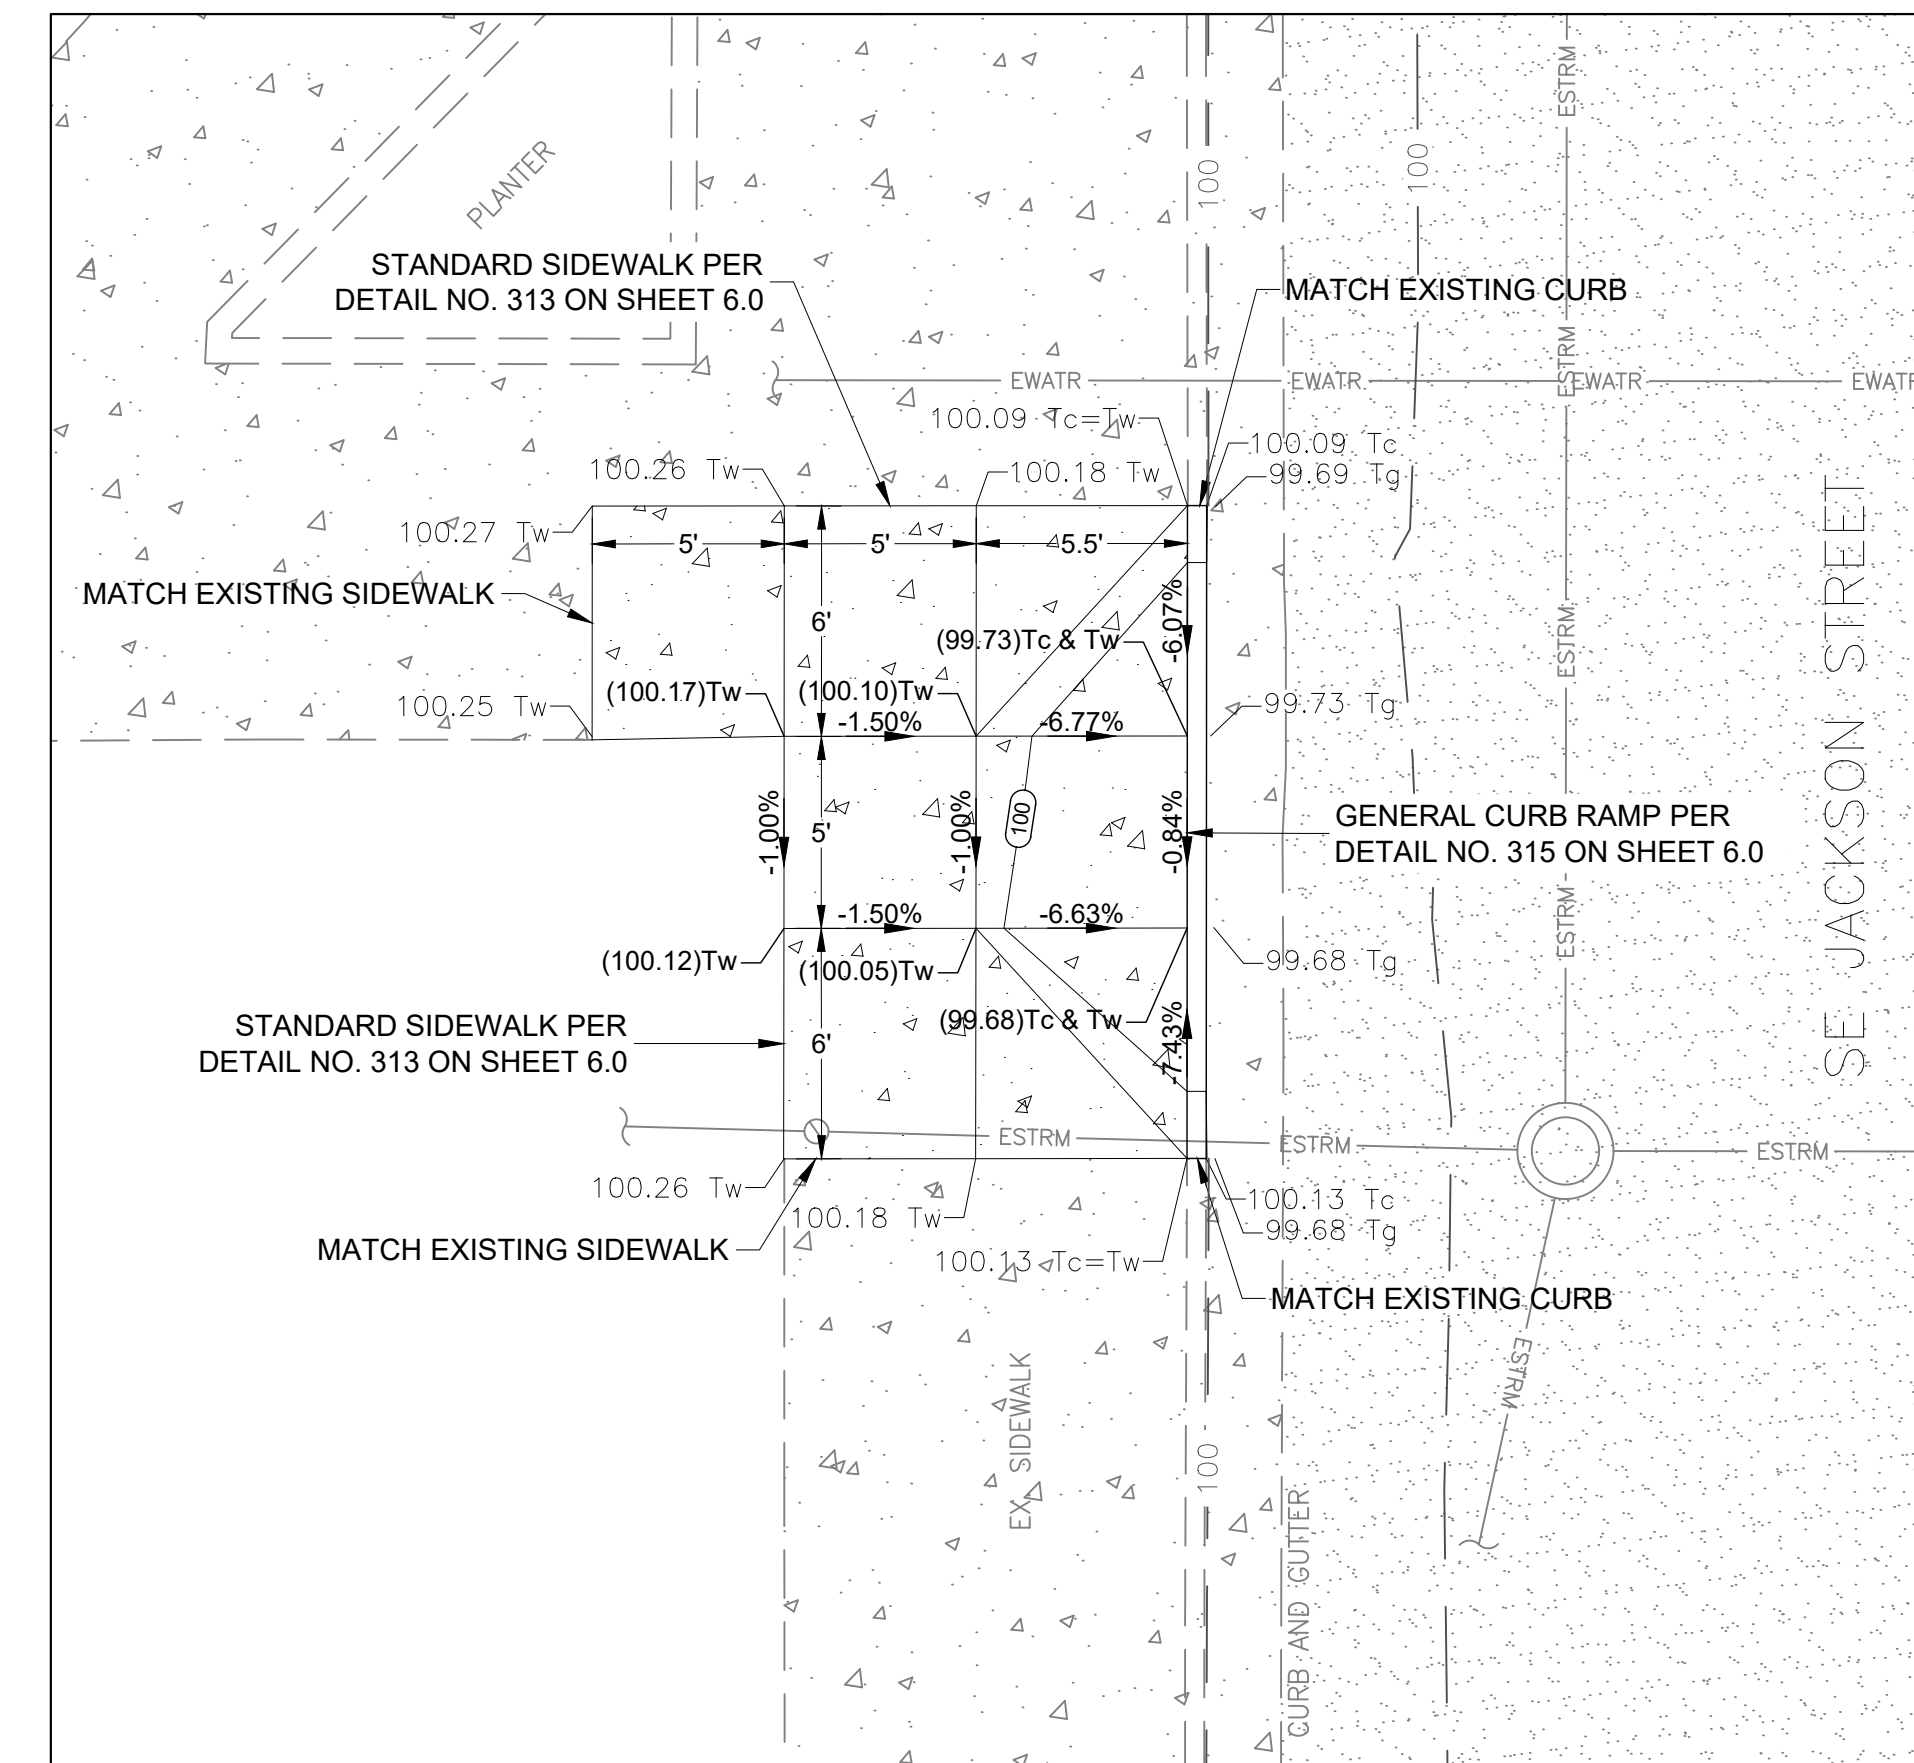 ESTRM
100
100
PLANTER
STANDARD SIDEWALK PER
DETAIL NO. 313 ON SHEET 6.0
MATCH EXISTING CURB
ESTRM
EWATR
EWATR
EWATR
EWATR
100.09 Tc=Tw
100.09 Tc
99.69 Tg
100.26 Tw
100.18 Tw
100.27 Tw
5'
5'
5.5'
MATCH EXISTING SIDEWALK
6'
-6.07%
(99.73)Tc & Tw
ESTRM
SE JACKSON STREET
100.25 Tw
(100.17)Tw
(100.10)Tw
99.73 Tg
-1.50%
-6.77%
-1.00%
5'
-1.00%
100
-0.84%
GENERAL CURB RAMP PER
DETAIL NO. 315 ON SHEET 6.0
-1.50%
-6.63%
ESTRM
(100.12)Tw
(100.05)Tw
99.68 Tg
STANDARD SIDEWALK PER
DETAIL NO. 313 ON SHEET 6.0
6'
(99.68)Tc & Tw
-7.43%
ESTRM
ESTRM
ESTRM
100.26 Tw
100.18 Tw
100.13 Tc
99.68 Tg
MATCH EXISTING SIDEWALK
100.13 Tc=Tw
MATCH EXISTING CURB
ESTRM
EX SIDEWALK
100
CURB AND GUTTER